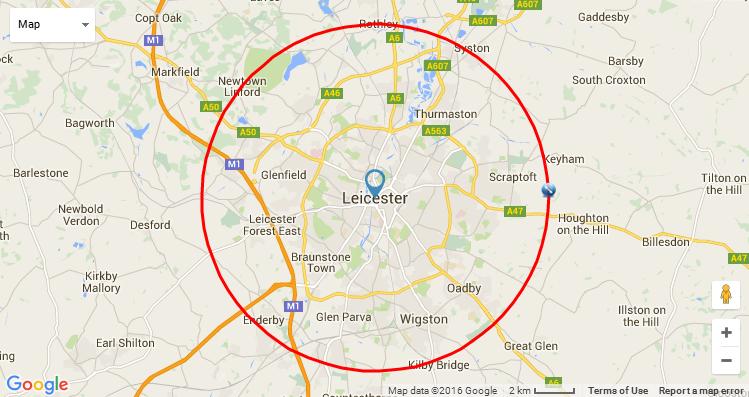 Map
Copt Oak
Rothley
A6
A607
Gaddesby
M1
A6
Syston
Barsby
Markfield
A607
South Croxton
Newtown
Linford
A46
A6
A50
Thurmaston
Bagworth
A50
A563
M1
Keyham
Barlestone
Glenfield
Scraptoft
Tilton on
the Hill
Leicester
Newbold
Verdon
Desford
Leicester
Forest East
A47
Houghton
on the Hill
Billesdon
Braunstone
Town
A47
Kirkby
Mallory
Oadby
M1
Enderby
Glen Parva
Wigston
Illston on
the Hill
Earl Shilton
Great Glen
Kilby Bridge
A6
Google
Map data ©2016 Google
2 km
Terms of Use
Report a map error